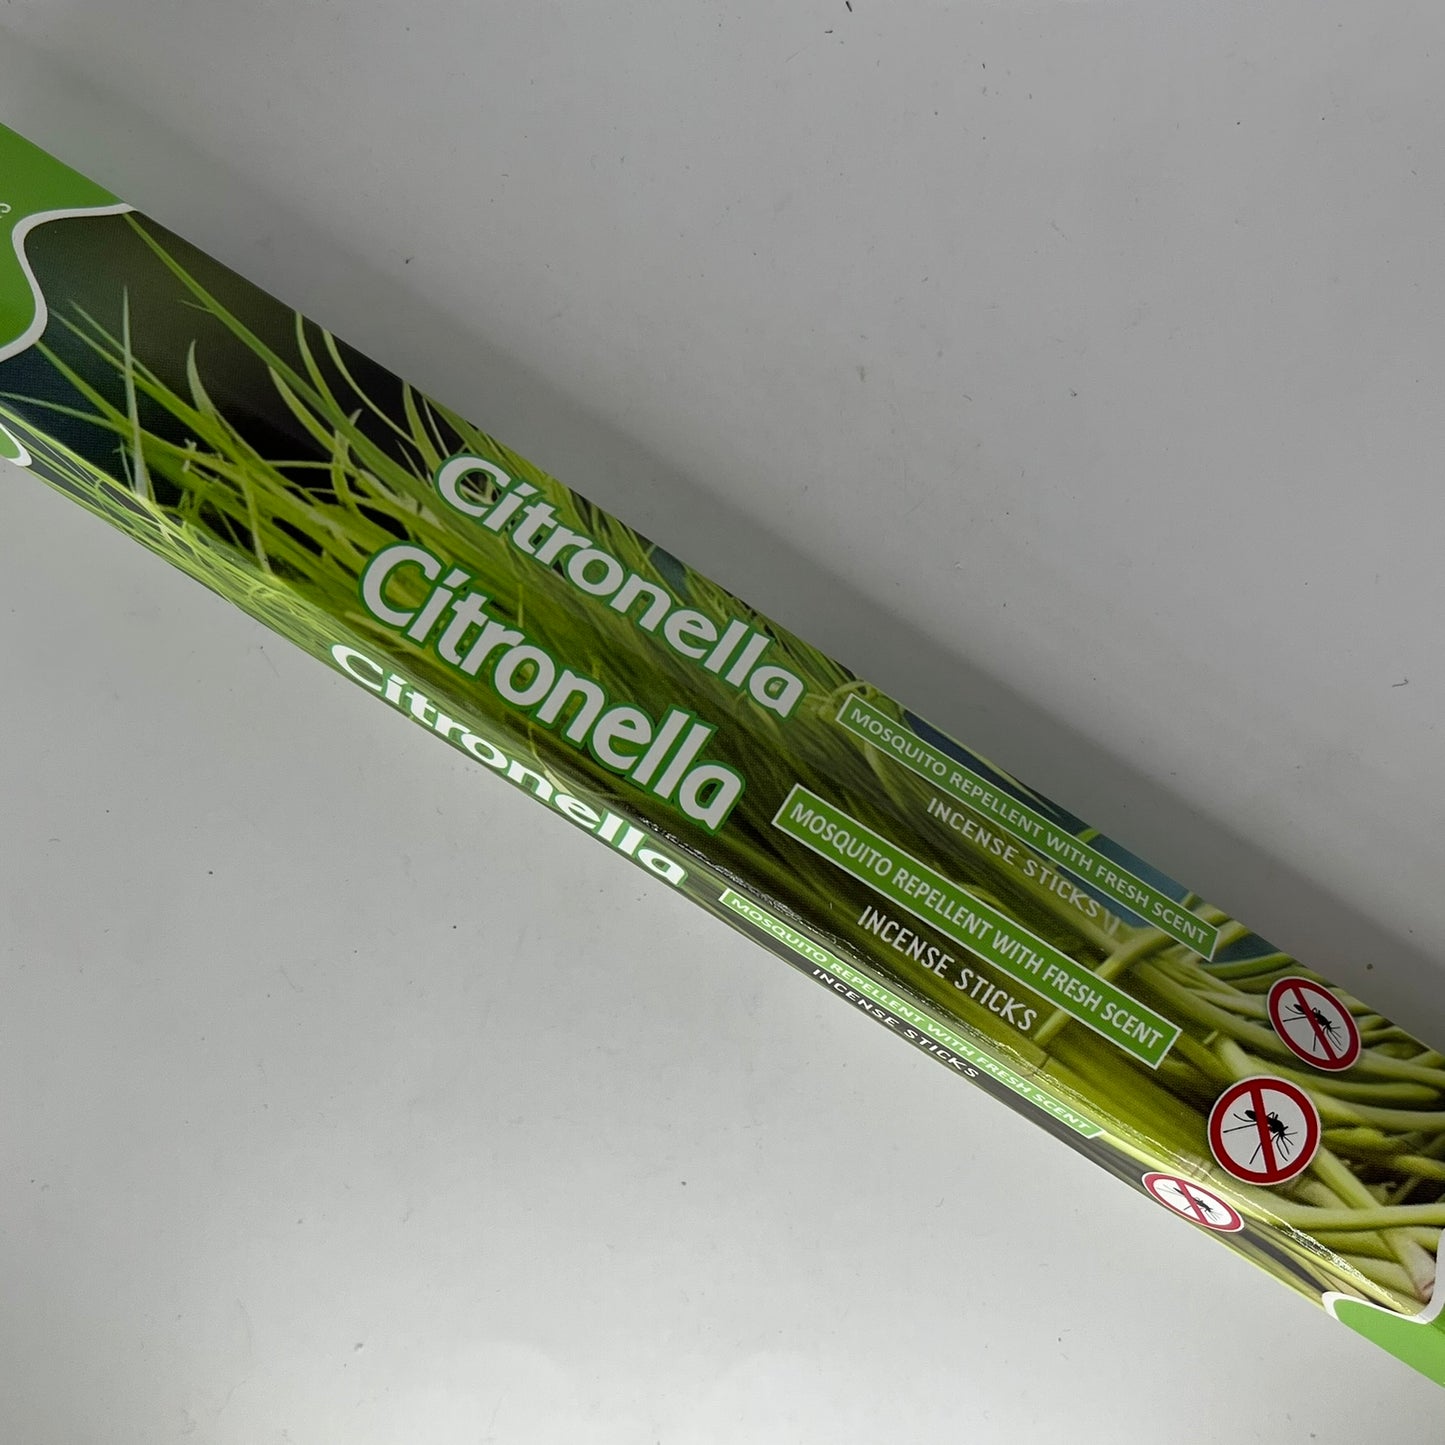 Citronella
MOSQUITO REPELLENT WITH FRESH SCENT
INCENSE STICKS
Citronella
MOSQUITO REPELLENT WITH FRESH SCENT
INCENSE STICKS
Citronella
MOSQUITO REPELLENT WITH FRESH SCENT
INCENSE STICKS